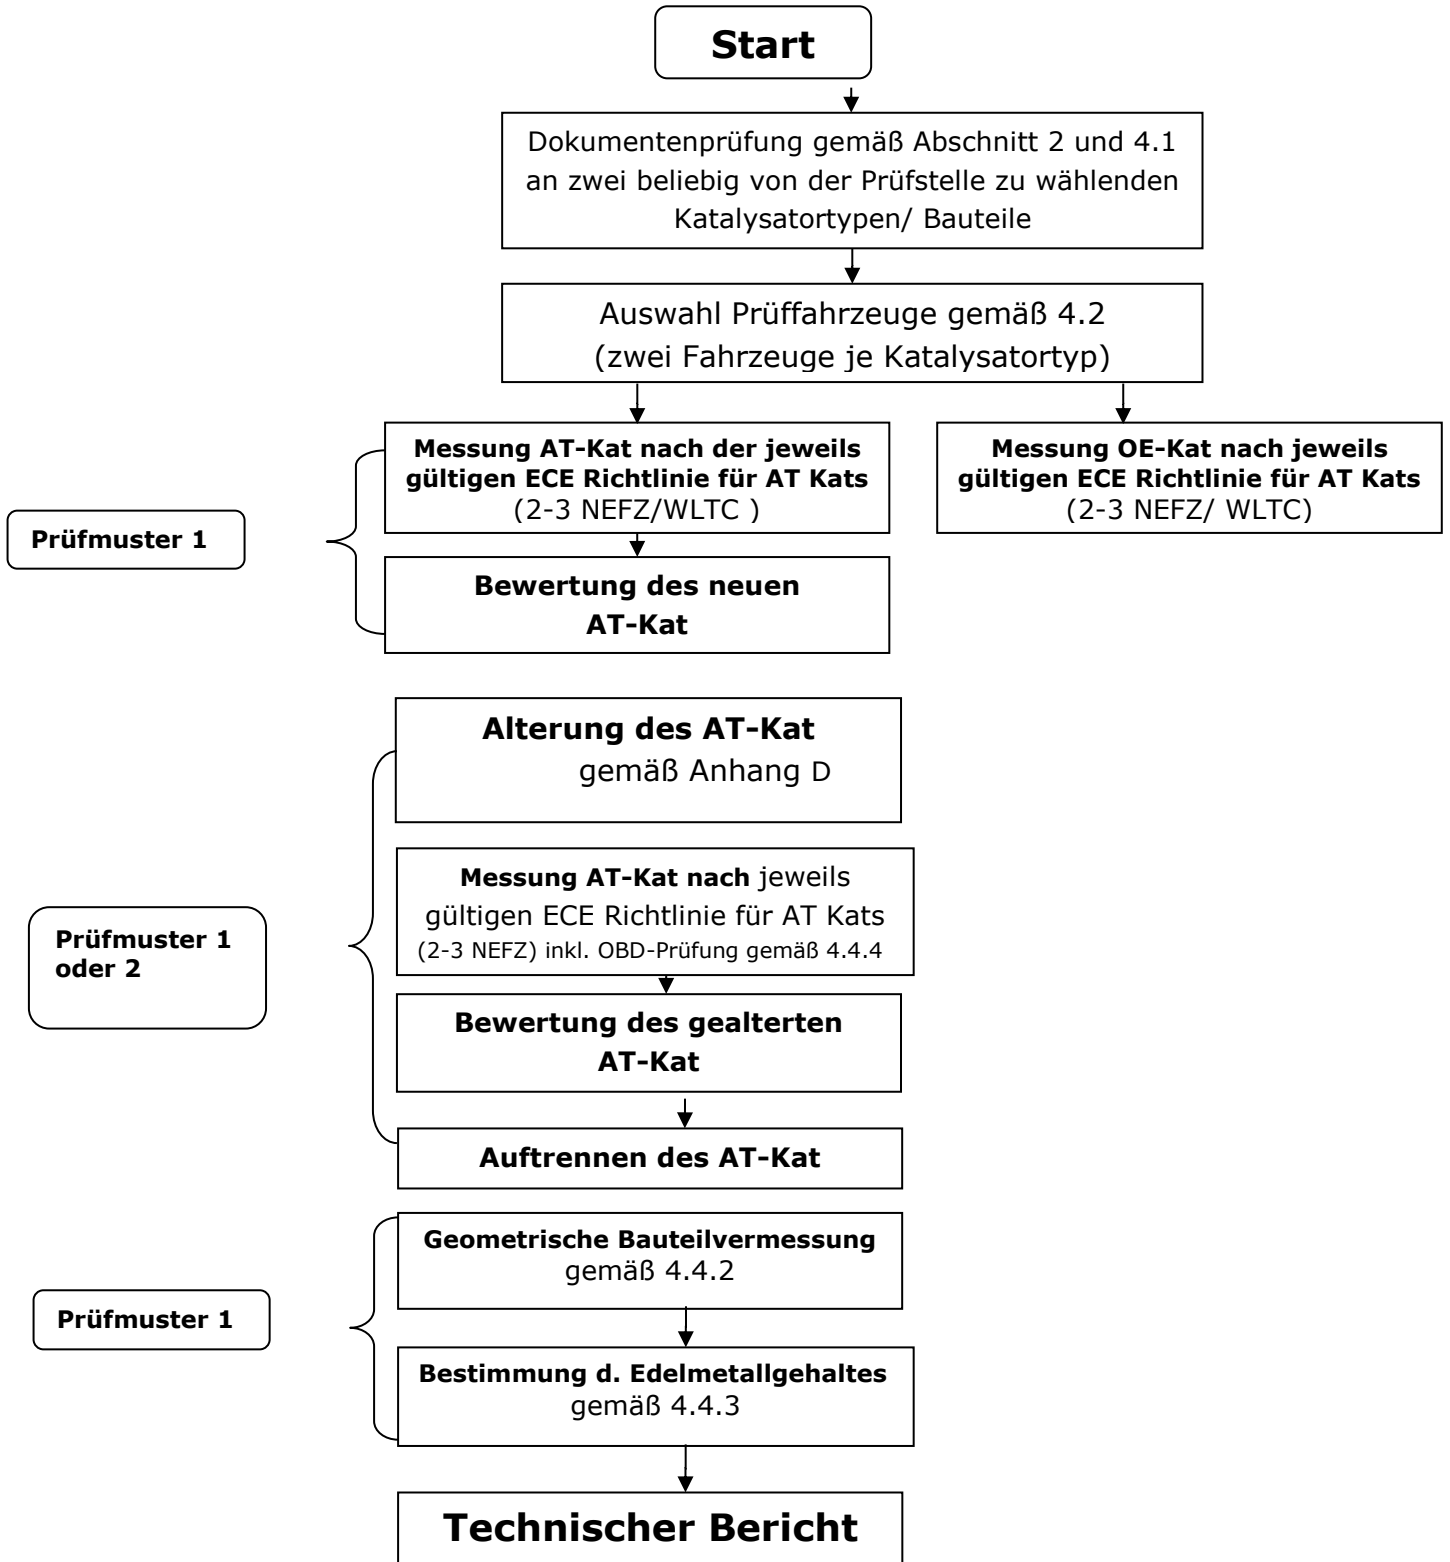 Start
Dokumentenprüfung gemäß Abschnitt 2 und 4.1
an zwei beliebig von der Prüfstelle zu wählenden
Katalysatortypen/ Bauteile
Auswahl Prüffahrzeuge gemäß 4.2
(zwei Fahrzeuge je Katalysatortyp)
Messung AT-Kat nach der jeweils
gültigen ECE Richtlinie für AT Kats
(2-3 NEFZ/WLTC )
Messung OE-Kat nach jeweils
gültigen ECE Richtlinie für AT Kats
(2-3 NEFZ/ WLTC)
Prüfmuster 1
Bewertung des neuen
AT-Kat
Alterung des AT-Kat
gemäß Anhang D
Messung AT-Kat nach jeweils
gültigen ECE Richtlinie für AT Kats
(2-3 NEFZ) inkl. OBD-Prüfung gemäß 4.4.4
Prüfmuster 1
oder 2
Bewertung des gealterten
AT-Kat
Auftrennen des AT-Kat
Geometrische Bauteilvermessung
gemäß 4.4.2
Prüfmuster 1
Bestimmung d. Edelmetallgehaltes
gemäß 4.4.3
Technischer Bericht